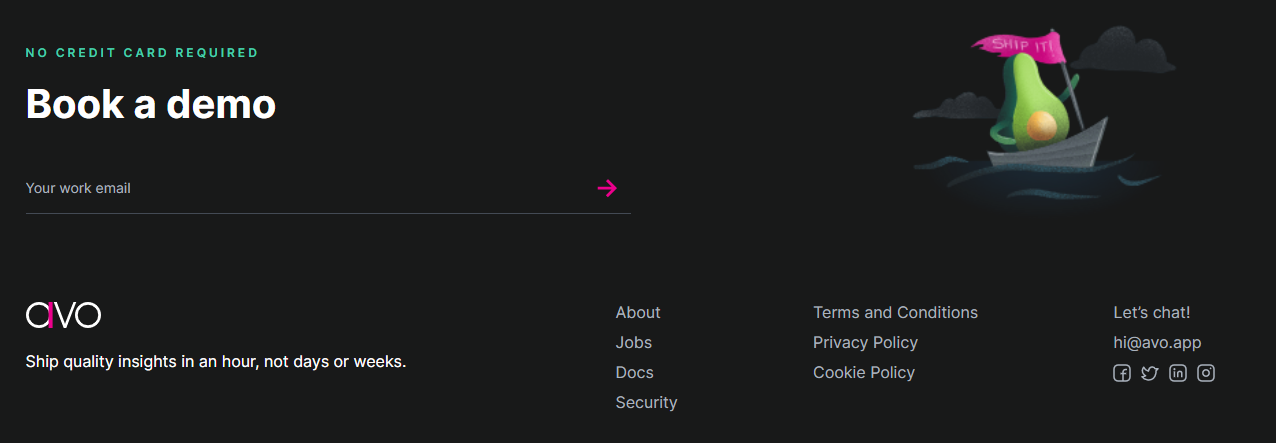 NO CREDIT CARD REQUIRED
Book a demo
Your work email
SHIP IT!
avo
Ship quality insights in an hour, not days or weeks.
About
Jobs
Docs
Security
Terms and Conditions
Privacy Policy
Cookie Policy
Let’s chat!
hi@avo.app